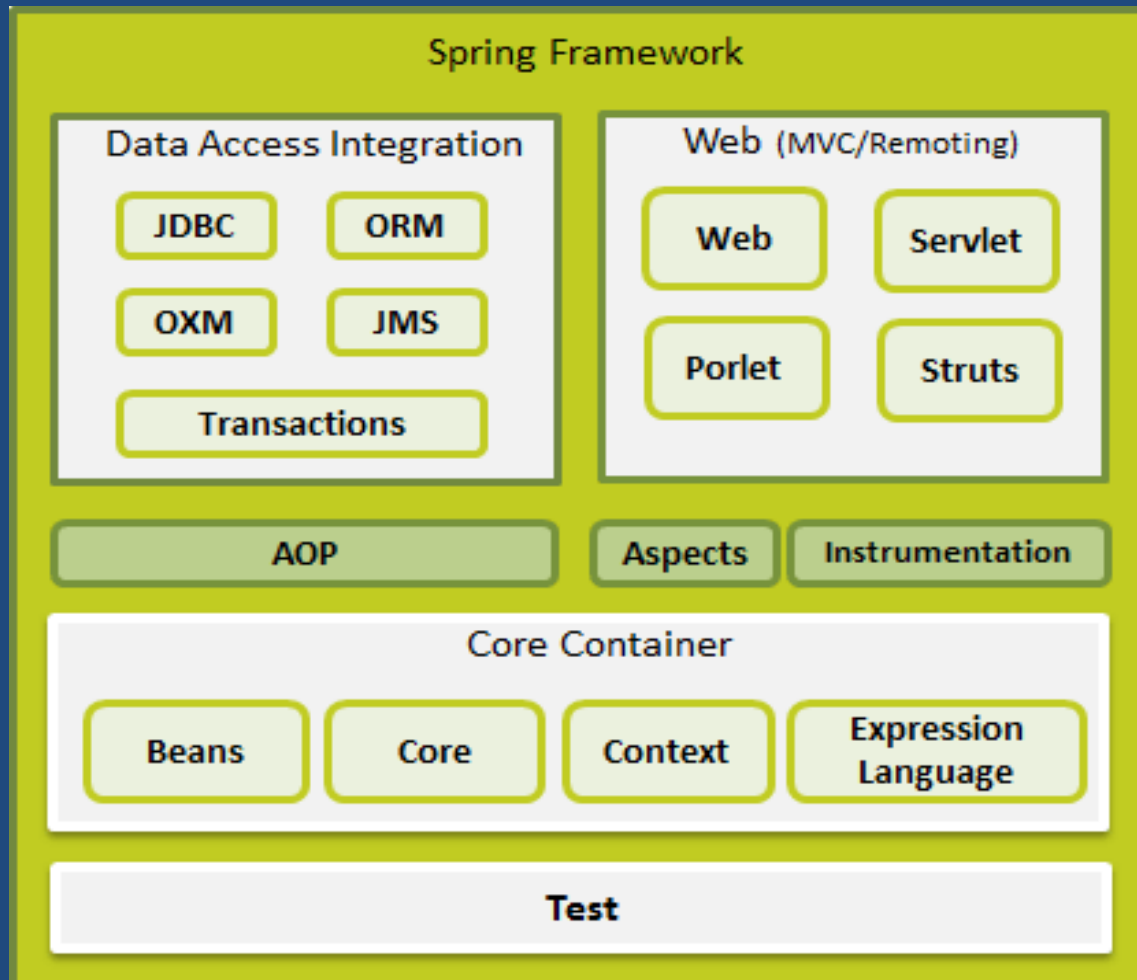 Spring Framework
Data Access Integration
JDBC
ORM
OXM
JMS
Transactions
Web (MVC/Remoting)
Web
Servlet
Porlet
Struts
AOP
Aspects
Instrumentation
Core Container
Beans
Core
Context
Expression
Language
Test